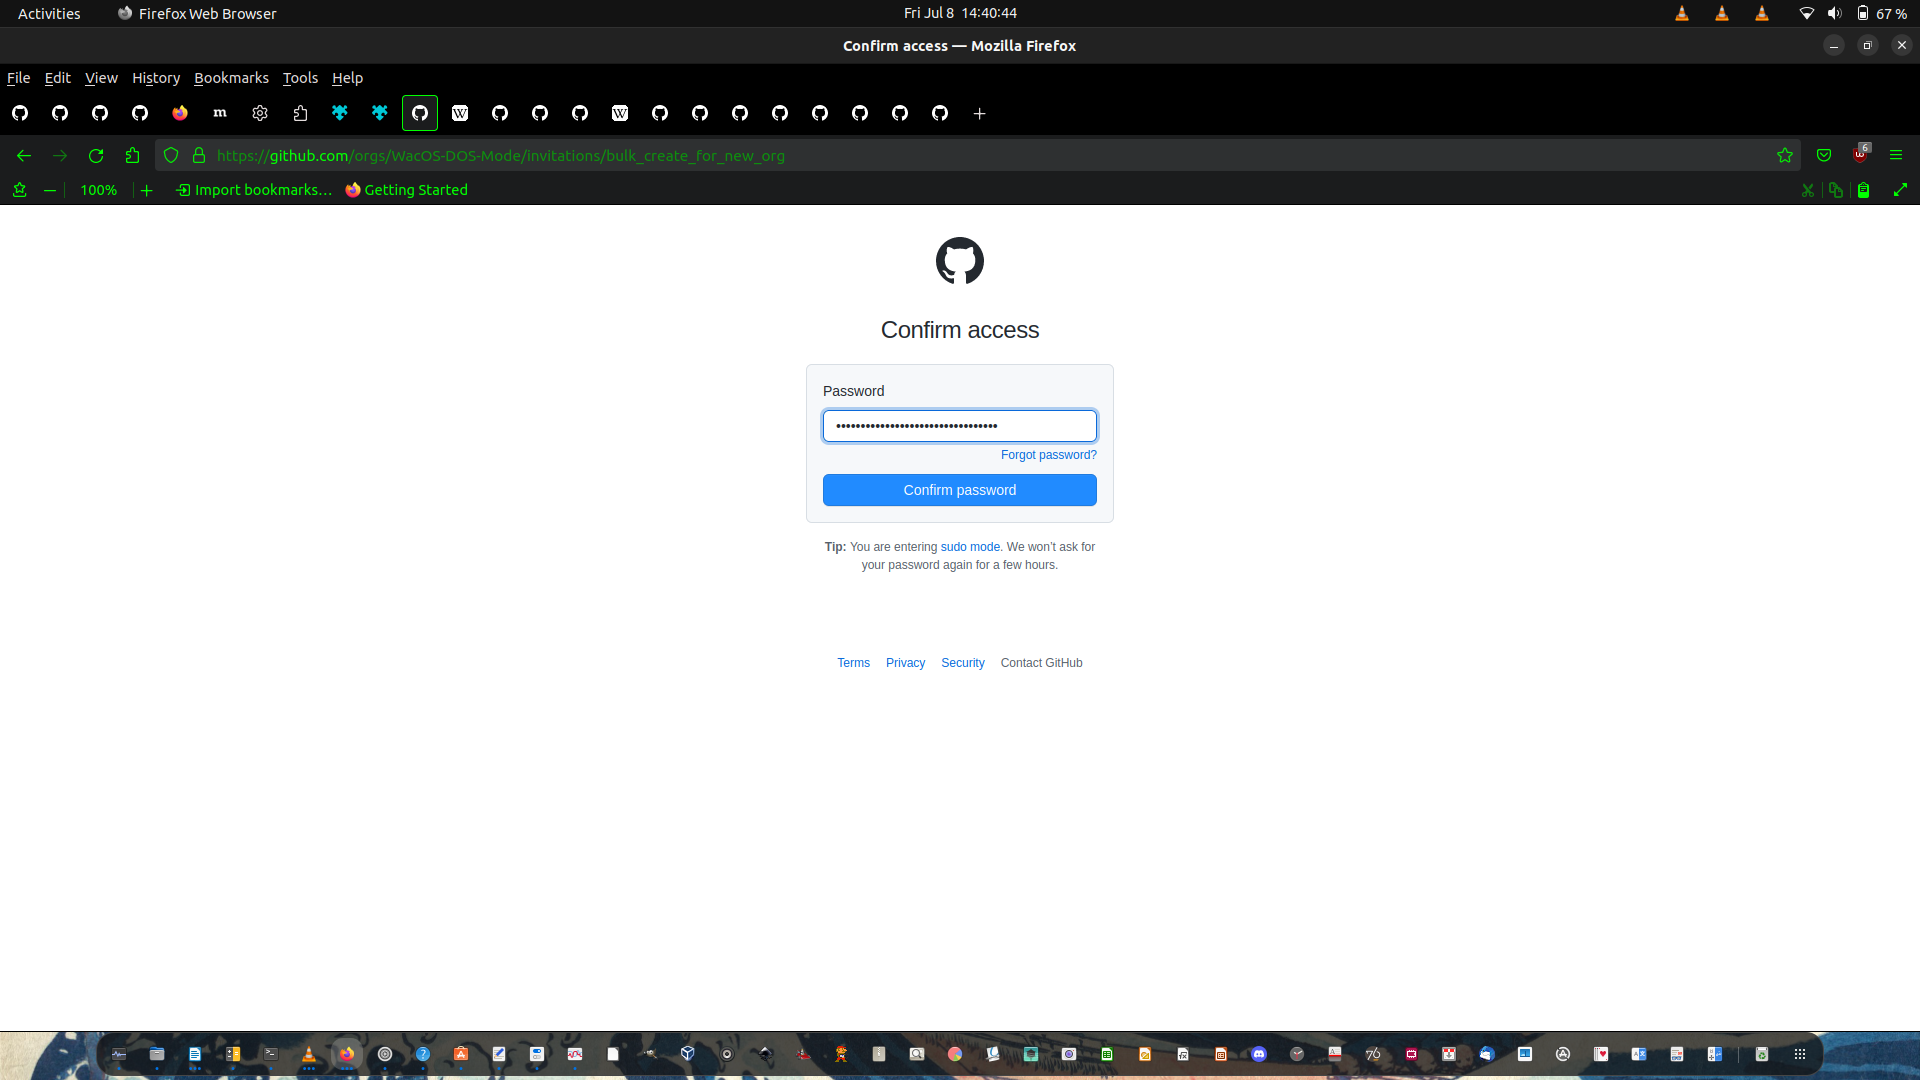 Activities
Firefox Web Browser
Fri Jul 8 14:40:44
67 %
Confirm access — Mozilla Firefox
File Edit View History Bookmarks Tools Help
https://github.com/orgs/WacOS-DOS-Mode/invitations/bulk_create_for_new_org
6
100%
Import bookmarks…
Getting Started
Confirm access
Password
Forgot password?
Confirm password
Tip: You are entering sudo mode. We won’t ask for
your password again for a few hours.
Terms Privacy Security Contact GitHub